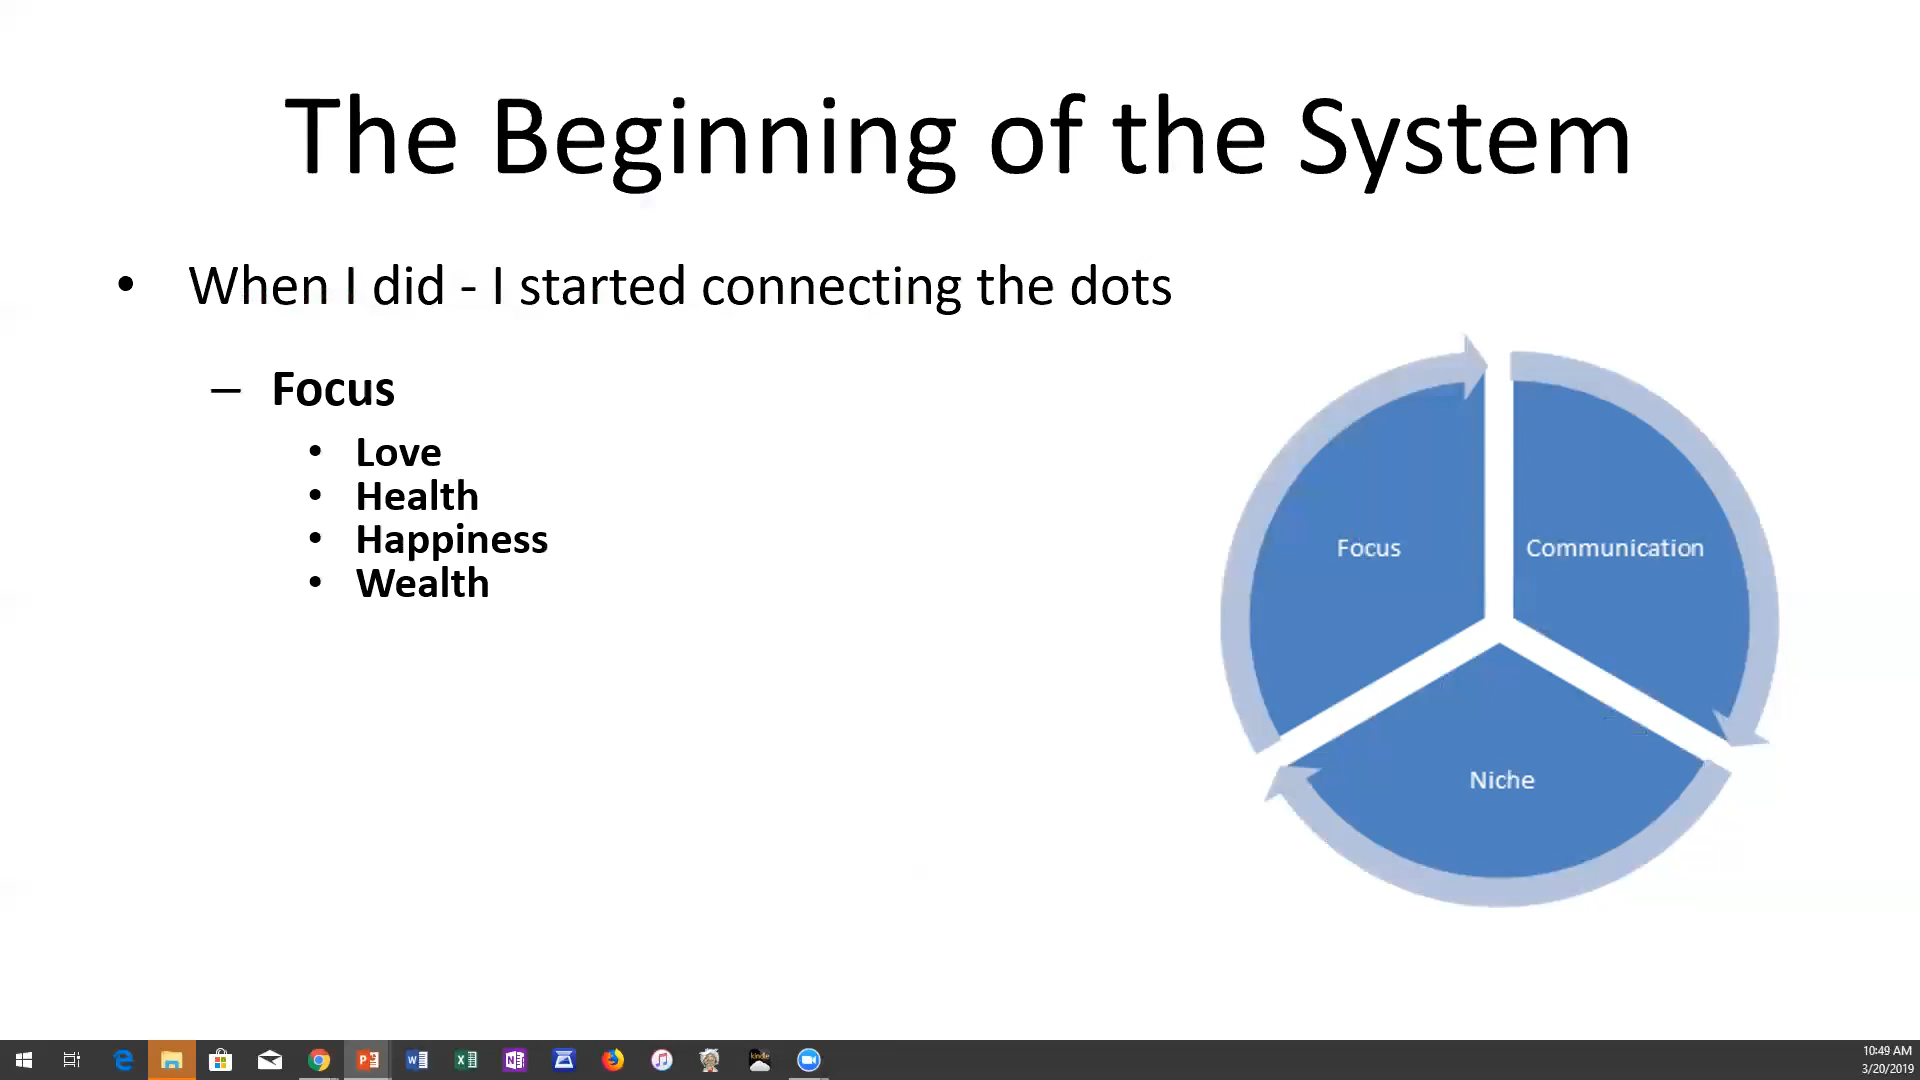 The Beginning of the System
• When I did - I started connecting the dots
– Focus
• Love
• Health
• Happiness
• Wealth
Focus
Communication
Niche
kindle
10:49 AM
3/20/2019